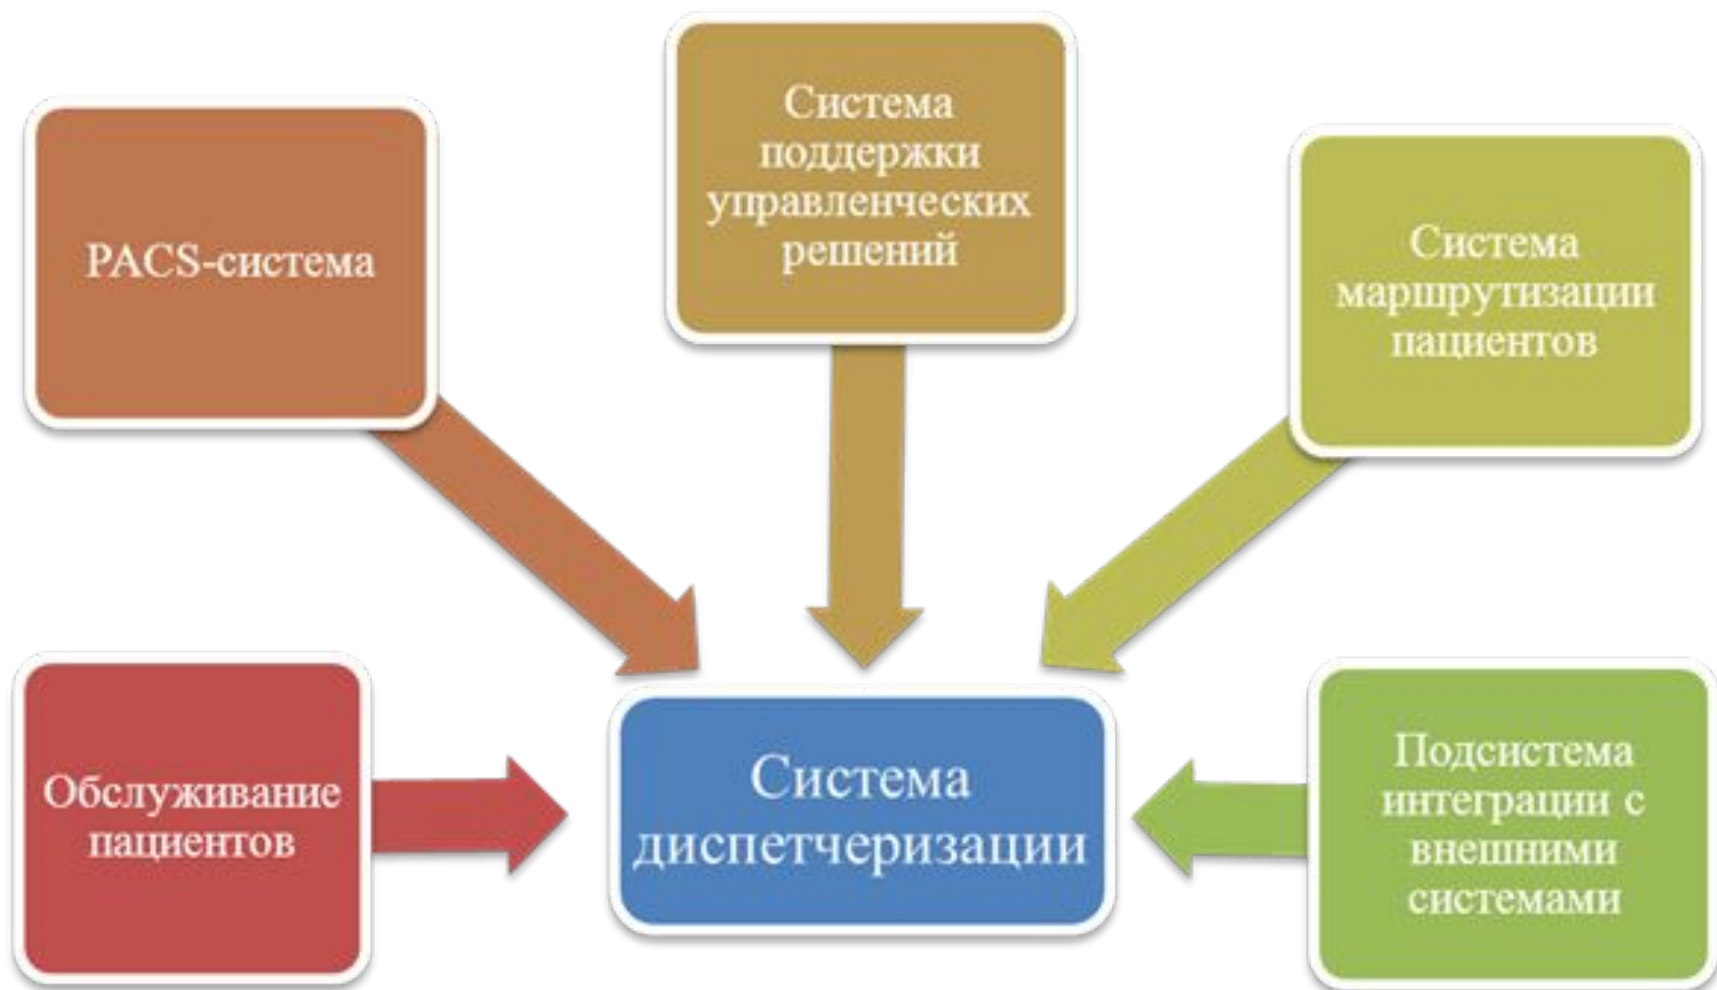 PACS-система
Система
поддержки
управленческих
решений
Система
маршрутизации
пациентов
Обслуживание
пациентов
Система
диспетчеризации
Подсистема
интеграции с
внешними
системами